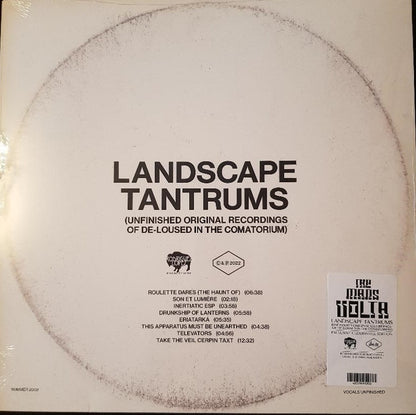 LANDSCAPE
TANTRUMS
(UNFINISHED ORIGINAL RECORDINGS
OF DE-LOUSED IN THE COMATORIUM)
© & ℗ 2022
ROULETTE DARES (THE HAUNT OF) (06:38)
SON ET LUMIÈRE (02:18)
INERTIATIC ESP (03:56)
DRUNKSHIP OF LANTERNS (05:58)
ERIATARKA (05:35)
THIS APPARATUS MUST BE UNEARTHED (04:38)
TELEVATORS (04:56)
TAKE THE VEIL CERPIN TAXT (12:32)
THE
MARS
VOLTA
LANDSCAPE TANTRUMS
VOCALS UNFINISHED